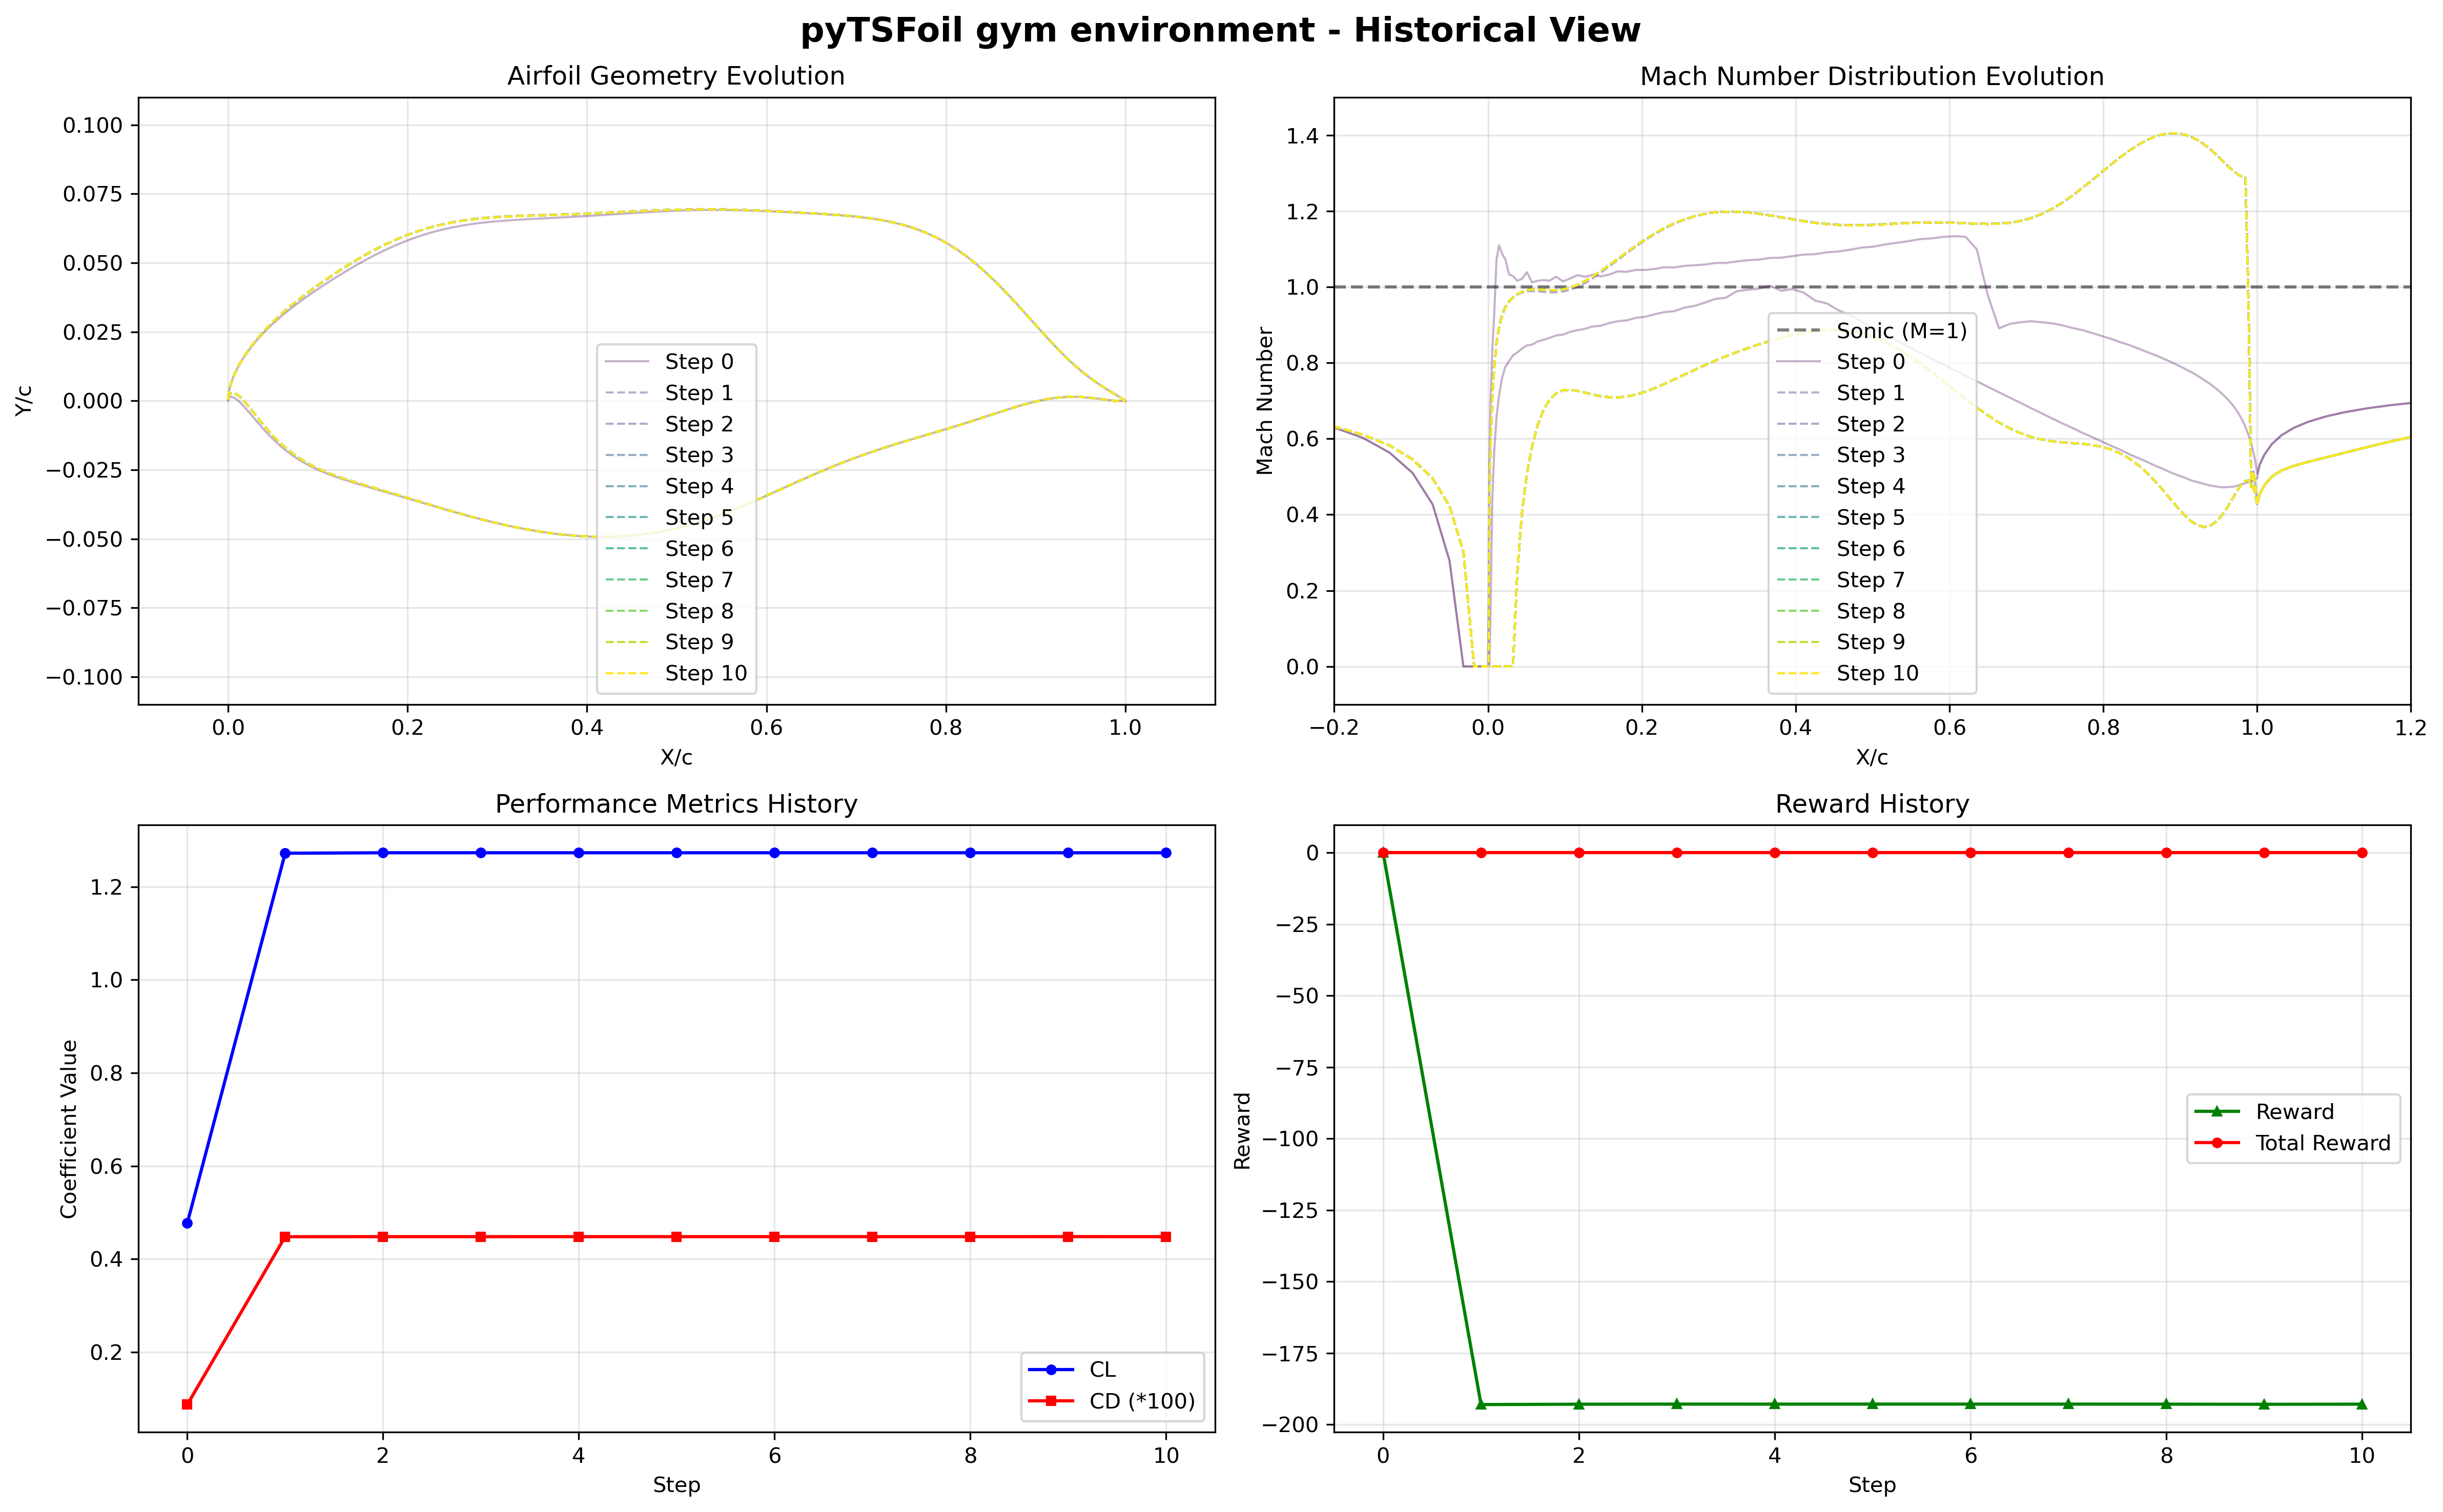 pyTSFoil gym environment - Historical View
Airfoil Geometry Evolution
0.100
0.075
0.050
0.025
0.000
−0.025
−0.050
−0.075
−0.100
Y/c
0.0 0.2 0.4 0.6 0.8 1.0
X/c
Step 0
Step 1
Step 2
Step 3
Step 4
Step 5
Step 6
Step 7
Step 8
Step 9
Step 10
Mach Number Distribution Evolution
1.4
1.2
1.0
0.8
0.6
0.4
0.2
0.0
Mach Number
−0.2 0.0 0.2 0.4 0.6 0.8 1.0 1.2
X/c
Sonic (M=1)
Step 0
Step 1
Step 2
Step 3
Step 4
Step 5
Step 6
Step 7
Step 8
Step 9
Step 10
Performance Metrics History
1.2
1.0
0.8
0.6
0.4
0.2
Coefficient Value
0 2 4 6 8 10
Step
CL
CD (*100)
Reward History
0
−25
−50
−75
−100
−125
−150
−175
−200
Reward
0 2 4 6 8 10
Step
Reward
Total Reward